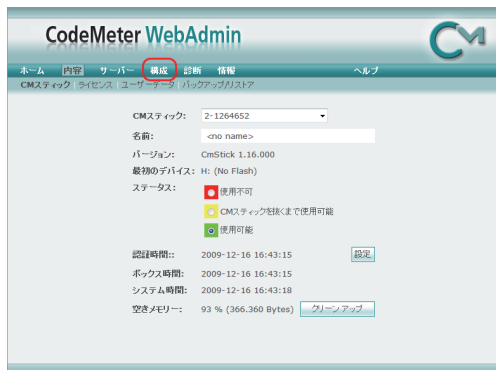 CodeMeter WebAdmin
CM
ホーム 内容 サーバー 構成 診断 情報 ヘルプ
CMスティック | ライセンス | ユーザーデータ | バックアップ/リストア
CMスティック: 2-1264652
名前: <no name>
バージョン: CmStick 1.16.000
最初のデバイス: H: (No Flash)
ステータス: 使用不可
CMスティックを抜くまで使用可能
使用可能
認証時間:: 2009-12-16 16:43:15 設定
ボックス時間: 2009-12-16 16:43:15
システム時間: 2009-12-16 16:43:18
空きメモリー: 93 % (366.360 Bytes) クリーンアップ